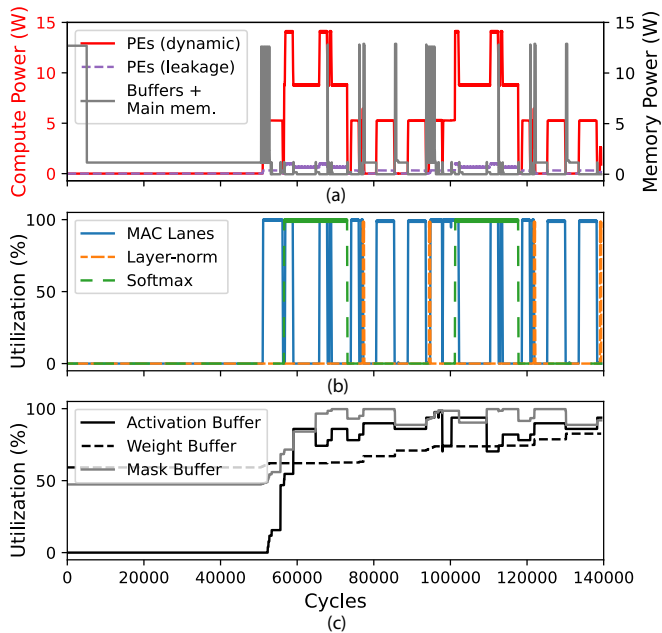 15
10
5
0
Compute Power (W)
PEs (dynamic)
PEs (leakage)
Buffers +
Main mem.
15
10
5
0
Memory Power (W)
(a)
100
50
0
Utilization (%)
MAC Lanes
Layer-norm
Softmax
(b)
100
50
0
Utilization (%)
Activation Buffer
Weight Buffer
Mask Buffer
0 20000 40000 60000 80000 100000 120000 140000
Cycles
(c)